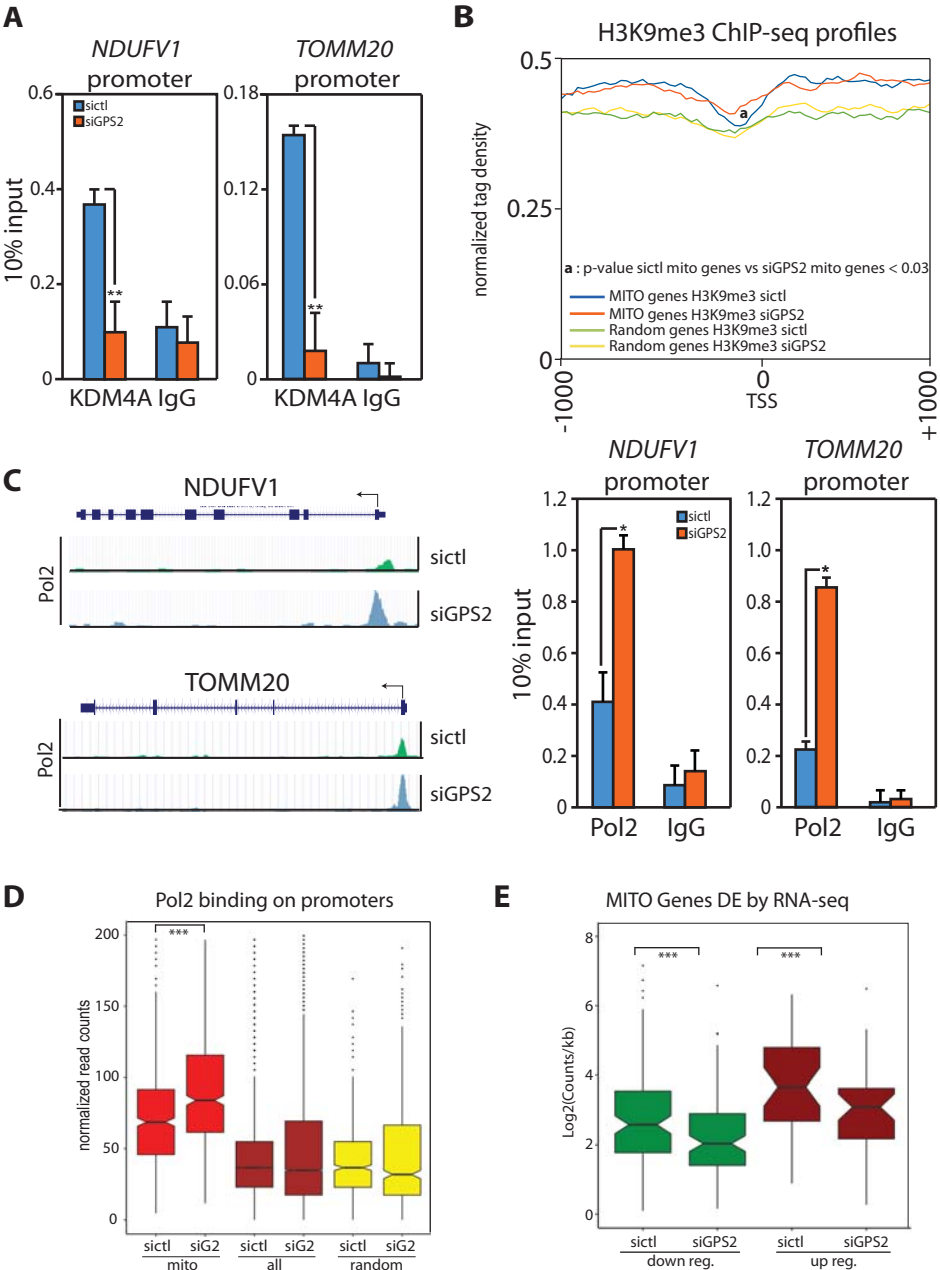 A
NDUFV1
promoter
TOMM20
promoter
0.6
0.4
0.2
0
10% input
sictl
siGPS2
**
KDM4A IgG
0.18
0.12
0.06
0
**
KDM4A IgG
B
H3K9me3 ChIP-seq profiles
0.5
0.25
0
normalized tag density
a
a : p-value sictl mito genes vs siGPS2 mito genes < 0.03
MITO genes H3K9me3 sictl
MITO genes H3K9me3 siGPS2
Random genes H3K9me3 sictl
Random genes H3K9me3 siGPS2
-1000
0
+1000
TSS
C
NDUFV1
Pol2
sictl
siGPS2
TOMM20
Pol2
sictl
siGPS2
NDUFV1
promoter
TOMM20
promoter
1.2
1.0
0.8
0.6
0.4
0.2
0
10% input
sictl
siGPS2
*
Pol2
IgG
1.2
1.0
0.8
0.6
0.4
0.2
0
*
Pol2
IgG
D
Pol2 binding on promoters
200
150
100
50
0
normalized read counts
***
sictl
siG2
sictl
siG2
sictl
siG2
mito
all
random
E
MITO Genes DE by RNA-seq
8
6
4
2
0
Log2(Counts/kb)
***
***
sictl
siGPS2
sictl
siGPS2
down reg.
up reg.